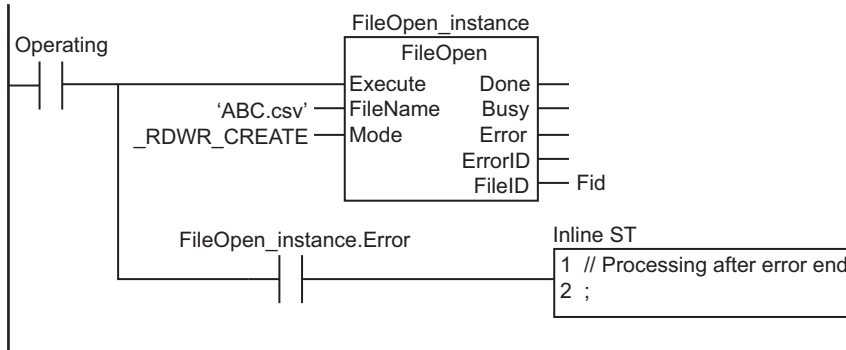 FileOpen_instance
Operating
FileOpen
Execute Done
'ABC.csv' FileName Busy
_RDWR_CREATE Mode Error
ErrorID
FileID Fid
FileOpen_instance.Error
Inline ST
1 // Processing after error end
2 ;